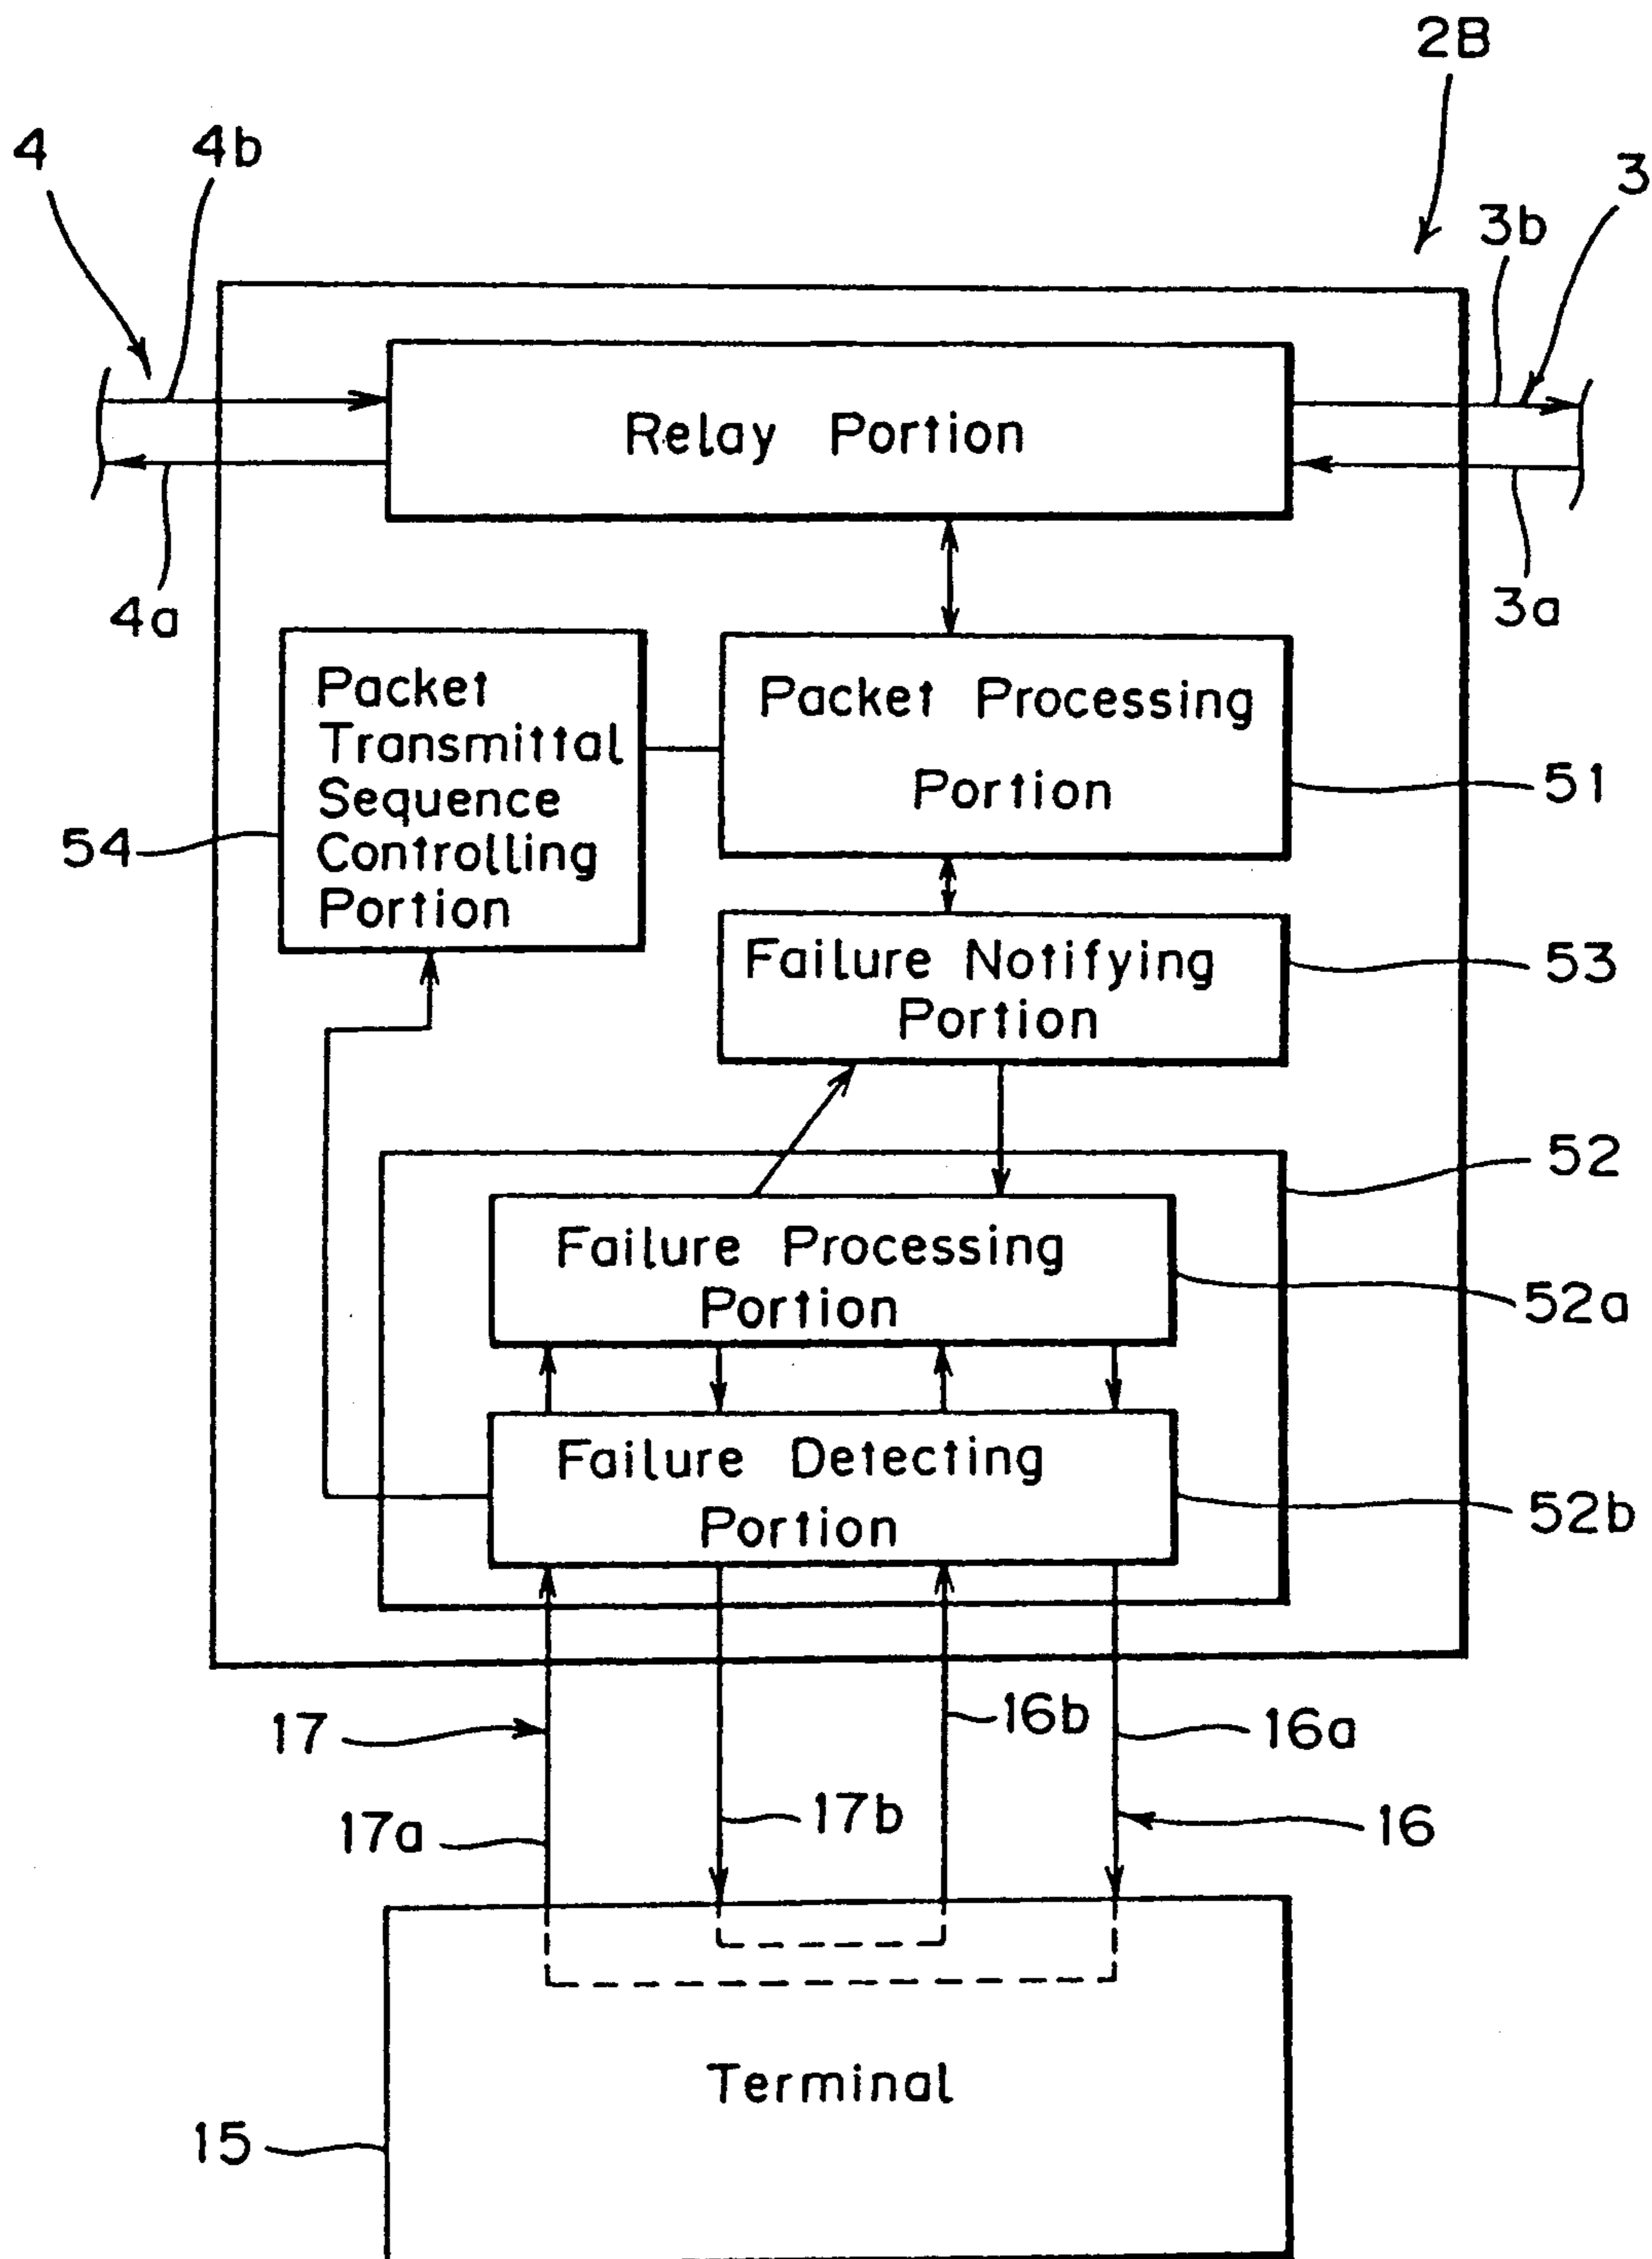 2B
4
4b
3
3b
Relay Portion
4a
3a
Packet
Transmittal
Sequence
Controlling
Portion
Packet Processing
Portion
51
54
Failure Notifying
Portion
53
52
Failure Processing
Portion
52a
Failure Detecting
Portion
52b
17
16b
16a
17a
17b
16
Terminal
15